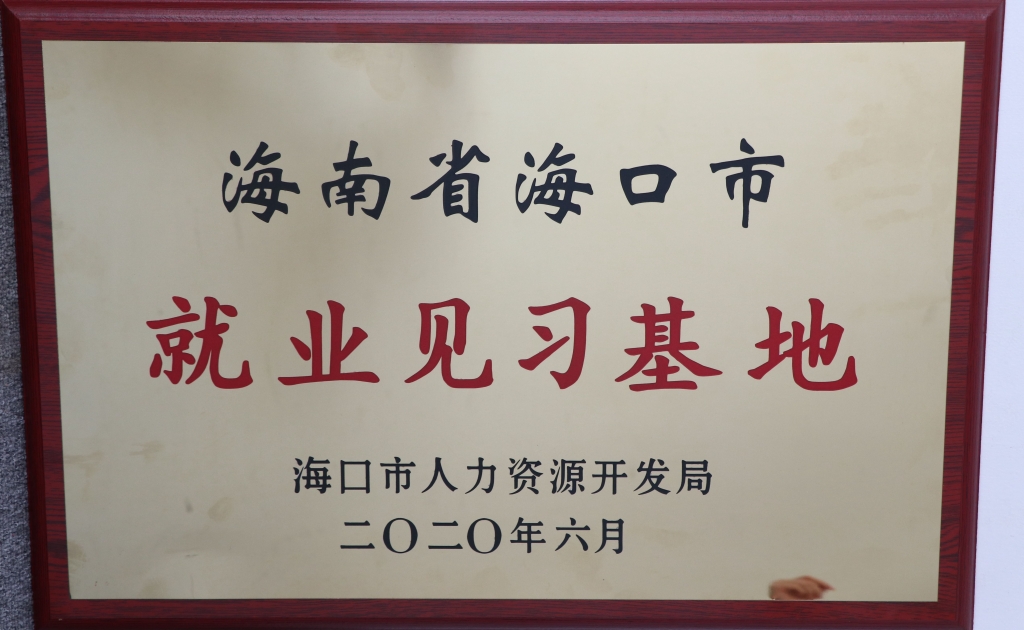 海南省海口市
就业见习基地
海口市人力资源开发局
二〇二〇年六月